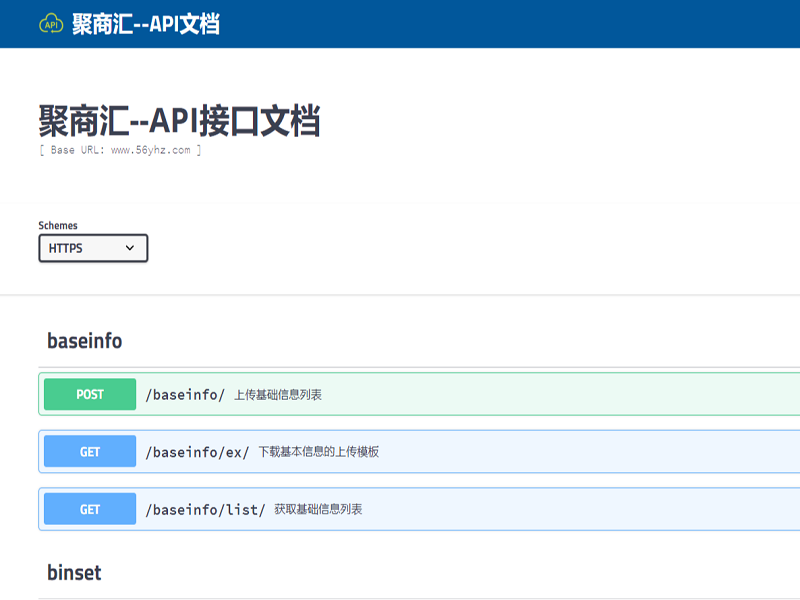 API
聚商汇--API文档
聚商汇--API接口文档
[ Base URL: www.56yhz.com ]
Schemes
HTTPS
baseinfo
POST /baseinfo/ 上传基础信息列表
GET /baseinfo/ex/ 下载基本信息的上传模板
GET /baseinfo/list/ 获取基础信息列表
binset